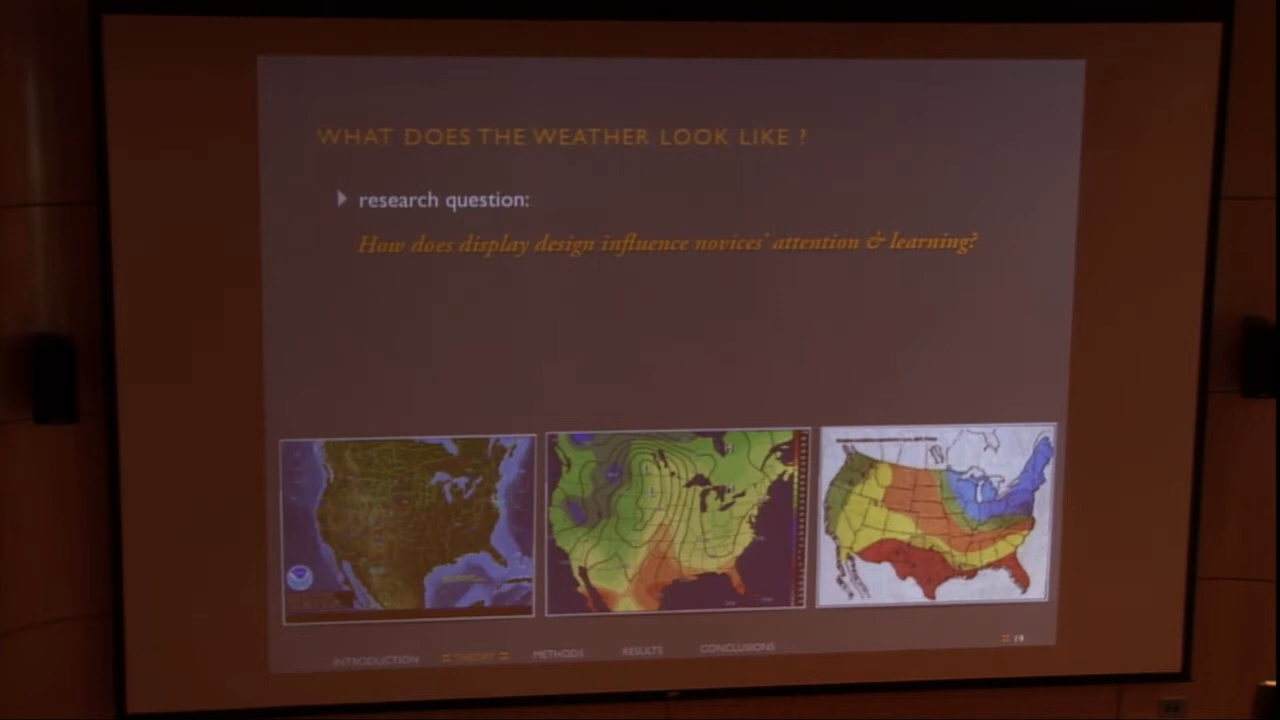 WHAT DOES THE WEATHER LOOK LIKE ?
research question:
How does display design influence novices' attention & learning?
INTRODUCTION
THEORY
METHODS
RESULTS
CONCLUSIONS
19